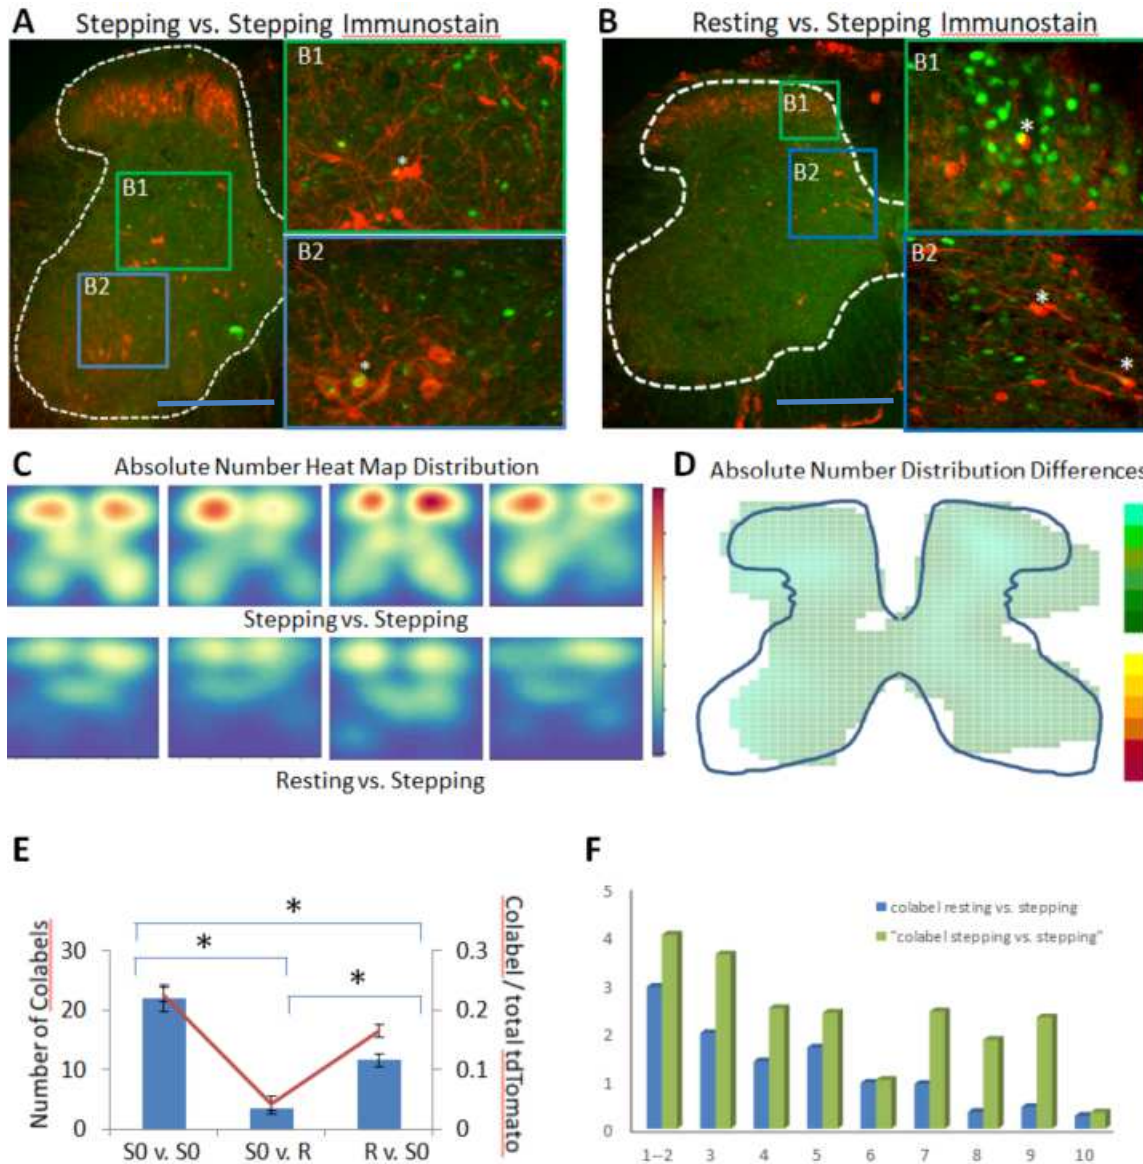 A Stepping vs. Stepping Immunostain
B1
B1
B2
B2
*
*
B Resting vs. Stepping Immunostain
B1
B1
B2
B2
*
*
*
C Absolute Number Heat Map Distribution
Stepping vs. Stepping
Resting vs. Stepping
D Absolute Number Distribution Differences
E
Number of Colabels
30
20
10
0
*
*
*
Colabel / total tdTomato
0.3
0.2
0.1
0
S0 v. S0
S0 v. R
R v. S0
F
5
4
3
2
1
0
colabel resting vs. stepping
"colabel stepping vs. stepping"
1--2 3 4 5 6 7 8 9 10